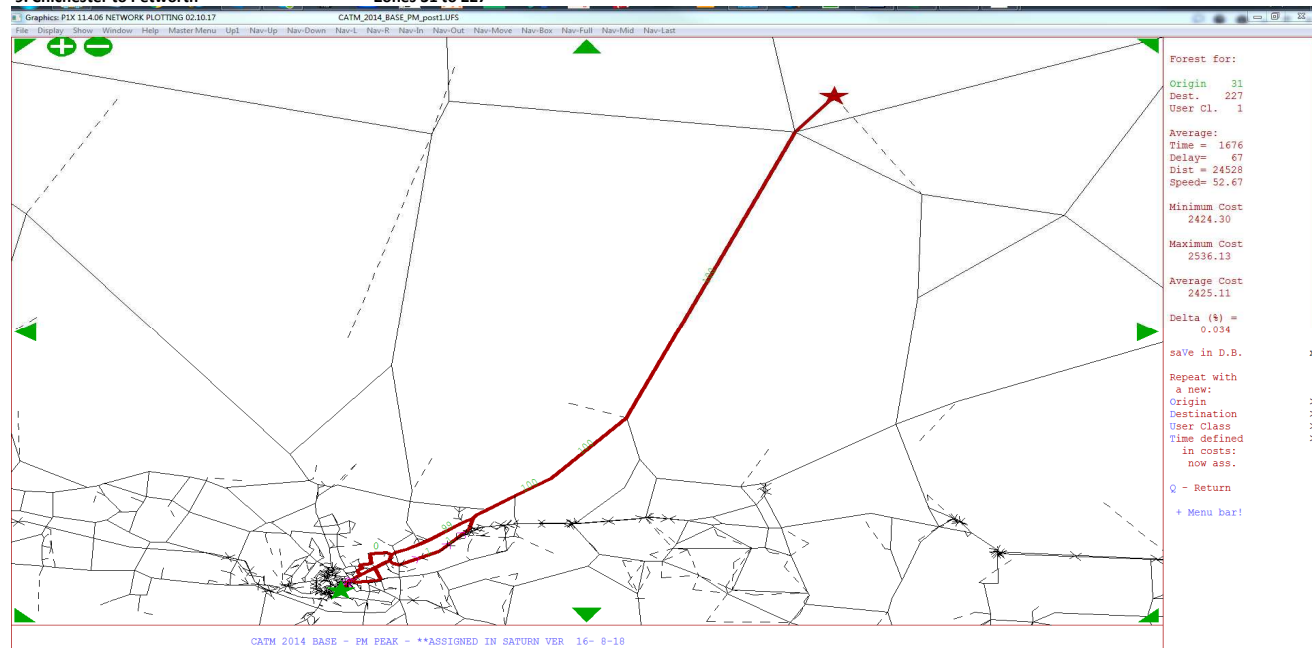 Graphics: P1X 11.4.06 NETWORK PLOTTING 02.10.17 CATM_2014_BASE_PM_post1.UFS
File Display Show Window Help Master Menu Up1 Nav-Up Nav-Down Nav-L Nav-R Nav-In Nav-Out Nav-Move Nav-Box Nav-Full Nav-Mid Nav-Last
Forest for:
Origin 31
Dest. 227
User Cl. 1
Average:
Time = 1676
Delay= 67
Dist = 24528
Speed= 52.67
Minimum Cost
2424.30
Maximum Cost
2536.13
Average Cost
2425.11
Delta (%) =
0.034
saVe in D.B.
Repeat with
a new:
Origin
Destination
User Class
Time defined
in costs:
now ass.
Q - Return
+ Menu bar!
100
100
100
99
0
CATM 2014 BASE - PM PEAK - **ASSIGNED IN SATURN VER 16- 8-18